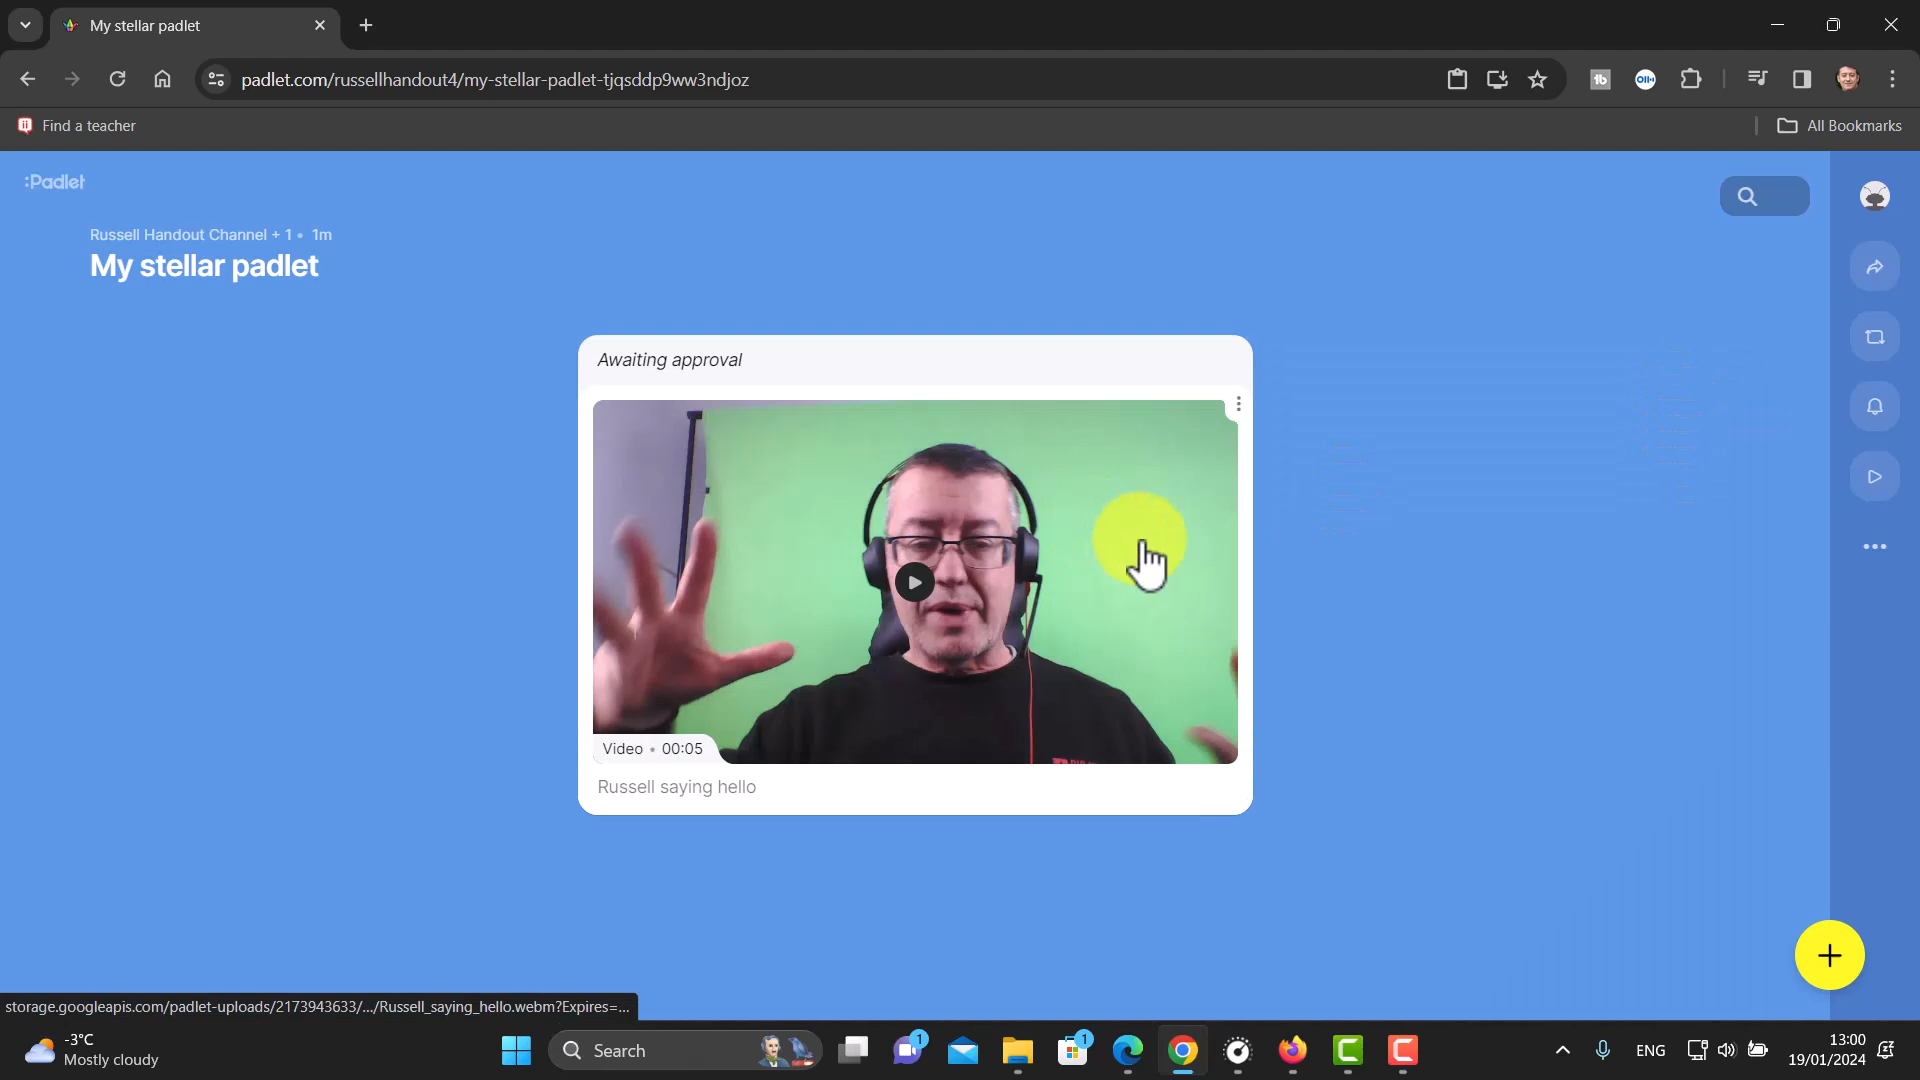 My stellar padlet
padlet.com/russellhandout4/my-stellar-padlet-tjqsddp9ww3ndjoz
Find a teacher
All Bookmarks
:Padlet
Russell Handout Channel + 1 • 1m
My stellar padlet
Awaiting approval
Video • 00:05
Russell saying hello
storage.googleapis.com/padlet-uploads/2173943633/.../Russell_saying_hello.webm?Expires=...
-3°C
Mostly cloudy
Search
1
1
ENG
13:00
19/01/2024